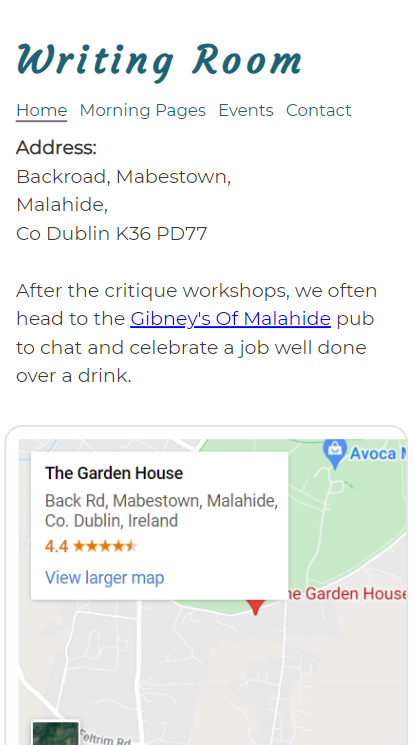 Writing Room
Home Morning Pages Events Contact
Address:
Backroad, Mabestown,
Malahide,
Co Dublin K36 PD77
After the critique workshops, we often
head to the Gibney's Of Malahide pub
to chat and celebrate a job well done
over a drink.
The Garden House
Back Rd, Mabestown, Malahide,
Co. Dublin, Ireland
4.4
View larger map
Avoca
Garden House
Feltrim Rd